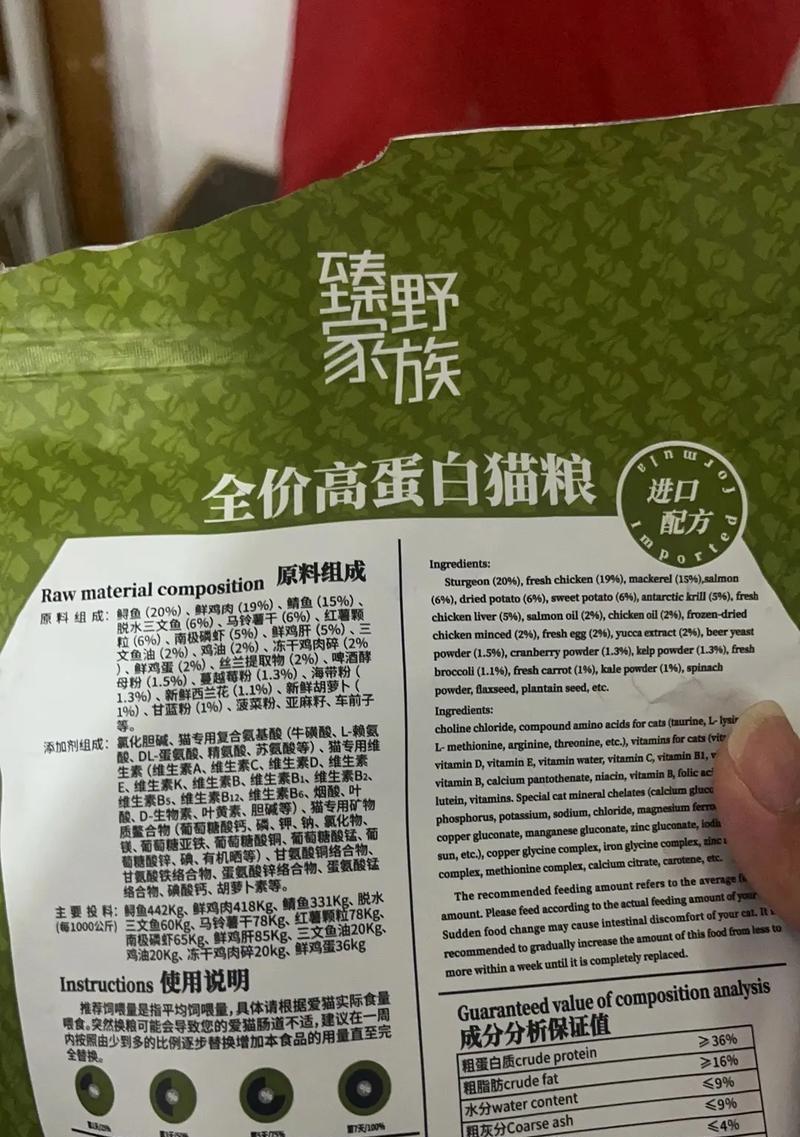 臻野
家族
全价高蛋白猫粮
进口
配方
Imported formula
Raw material composition 原料组成
原料组成：鲟鱼(20%)、鲜鸡肉(19%)、鲭鱼(15%)、
脱水三文鱼(6%)、马铃薯干(6%)、红薯颗
粒(6%)、南极磷虾(5%)、鲜鸡肝(5%)、三
文鱼油(2%)、鸡油(2%)、冻干鸡肉碎(2%
)、鲜鸡蛋(2%)、丝兰提取物(2%)、啤酒酵
母粉(1.5%)、蔓越莓粉(1.3%)、海带粉(
1.3%)、新鲜西兰花(1.1%)、新鲜胡萝卜(
1%)、甘蓝粉(1%)、菠菜粉、亚麻籽、车前子
等。
添加剂组成：氯化胆碱、猫专用复合氨基酸(牛磺酸、L-赖氨
酸、DL-蛋氨酸、精氨酸、苏氨酸等)、猫专用维
生素(维生素A、维生素C、维生素D、维生素
E、维生素K、维生素B、维生素B₁、维生素B₂、
维生素B₅、维生素B₁₂、维生素B₆、烟酸、叶
酸、D-生物素、叶黄素、胆碱等)、猫专用矿物
质螯合物(葡萄糖酸钙、磷、钾、钠、氯化物、
镁、葡萄糖亚铁、葡萄糖酸铜、葡萄糖酸锰、葡
萄糖酸锌、碘、有机硒等)、甘氨酸铜络合物、
甘氨酸铁络合物、蛋氨酸锌络合物、蛋氨酸锰
络合物、碘酸钙、胡萝卜素等。
主要投料：鲟鱼442Kg、鲜鸡肉418Kg、鲭鱼331Kg、脱水
(每1000公斤)三文鱼60Kg、马铃薯干78Kg、红薯颗粒78Kg、
南极磷虾65Kg、鲜鸡肝85Kg、三文鱼油20Kg、
鸡油20Kg、冻干鸡肉碎20kg、鲜鸡蛋36kg
Instructions 使用说明
推荐饲喂量是指平均饲喂量，具体请根据爱猫实际食量
喂食。突然换粮可能会导致您的爱猫肠道不适，建议在一周
内按照由少到多的比例逐步替换增加本食品的用量直至完
全替换。
第1天/25%
第3天/50%
第5天/75%
第7天/100%
Ingredients:
Sturgeon (20%), fresh chicken (19%), mackerel (15%),salmon
(6%), dried potato (6%), sweet potato (6%), antarctic krill (5%), fresh
chicken liver (5%), salmon oil (2%), chicken oil (2%), frozen-dried
chicken minced (2%), fresh egg (2%), yucca extract (2%), beer yeast
powder (1.5%), cranberry powder (1.3%), kelp powder (1.3%), fresh
broccoli (1.1%), fresh carrot (1%), kale powder (1%), spinach
powder, flaxseed, plantain seed, etc.
Ingredients:
choline chloride, compound amino acids for cats (taurine, L- lysin
L- methionine, arginine, threonine, etc.), vitamins for cats (vit
vitamin D, vitamin E, vitamin water, vitamin C, vitamin B1, v
vitamin B, calcium pantothenate, niacin, vitamin B, folic aci
lutein, vitamins. Special cat mineral chelates (calcium gluco
phosphorus, potassium, sodium, chloride, magnesium ferro
copper gluconate, manganese gluconate, zinc gluconate, iodi
sun, etc.), copper glycine complex, iron glycine complex, zinc
complex, methionine complex, calcium citrate, carotene, etc.
The recommended feeding amount refers to the average f
amount. Please feed according to the actual feeding amount of your
Sudden food change may cause intestinal discomfort of your cat. It i
recommended to gradually increase the amount of this food from less to
more within a week until it is completely replaced.
Guaranteed value of composition analysis
成分分析保证值
粗蛋白质crude protein ⩾36%
粗脂肪crude fat ⩾16%
水分water content ⩽9%
粗灰分Coarse ash ⩽9%
⩽4%